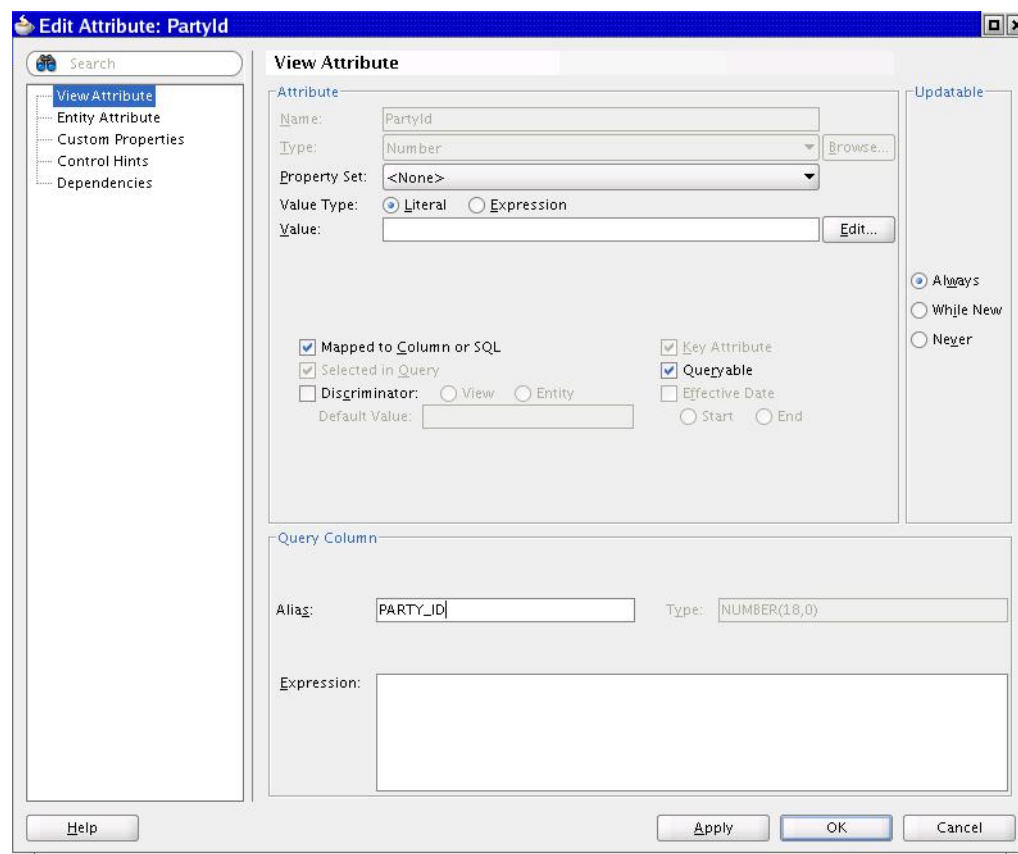 Edit Attribute: PartyId
Search
View Attribute
Entity Attribute
Custom Properties
Control Hints
Dependencies
View Attribute
Attribute
Name: PartyId
Type: Number Browse...
Property Set: <None>
Value Type: Literal Expression
Value: Edit...
Mapped to Column or SQL Key Attribute
Selected in Query Queryable
Discriminator: View Entity Effective Date
Default Value: Start End
Updatable
Always
While New
Never
Query Column
Alias: PARTY_ID Type: NUMBER(18,0)
Expression:
Help Apply OK Cancel